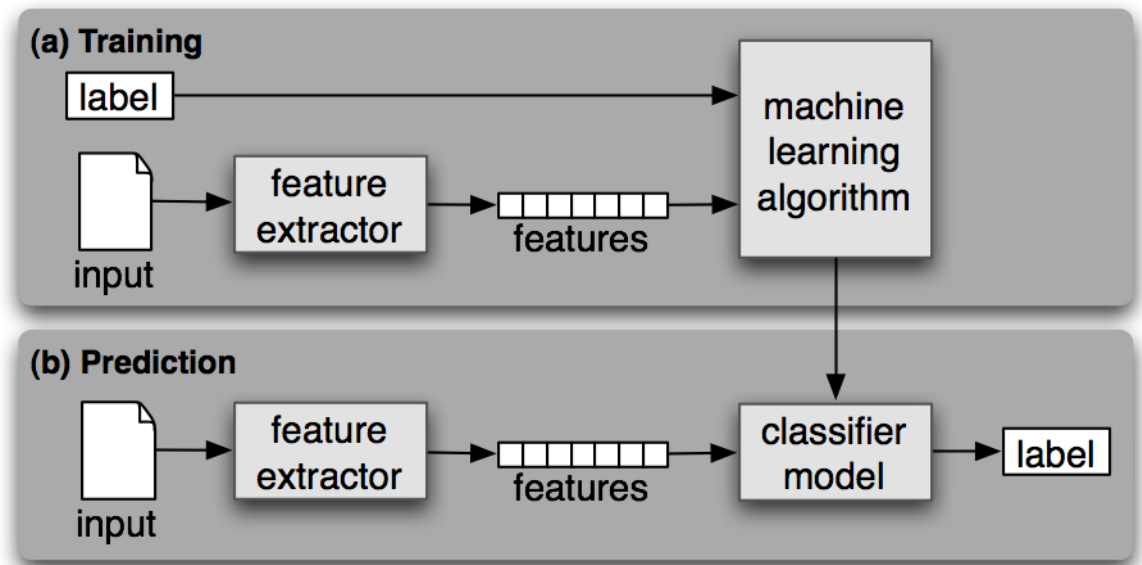 (a) Training
label
machine
learning
algorithm
feature
extractor
features
input
(b) Prediction
feature
extractor
features
classifier
model
label
input